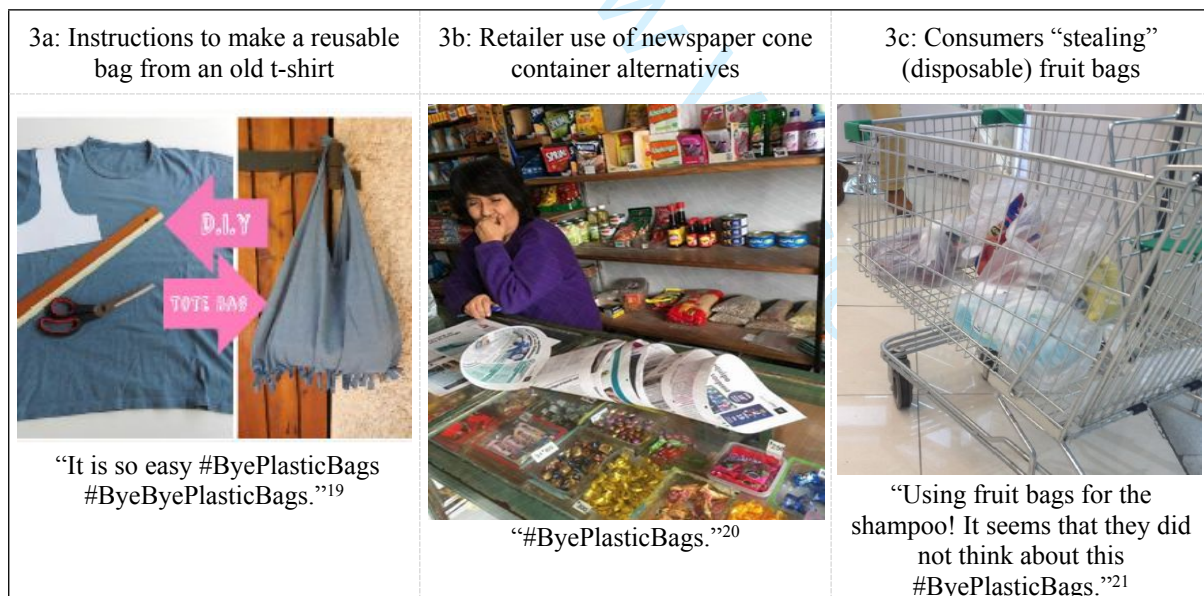 3a: Instructions to make a reusable
bag from an old t-shirt
3b: Retailer use of newspaper cone
container alternatives
3c: Consumers “stealing”
(disposable) fruit bags
D.I.Y
TOTE BAG
“It is so easy #ByePlasticBags
#ByeByePlasticBags.”19
“#ByePlasticBags.”20
“Using fruit bags for the
shampoo! It seems that they did
not think about this
#ByePlasticBags.”21